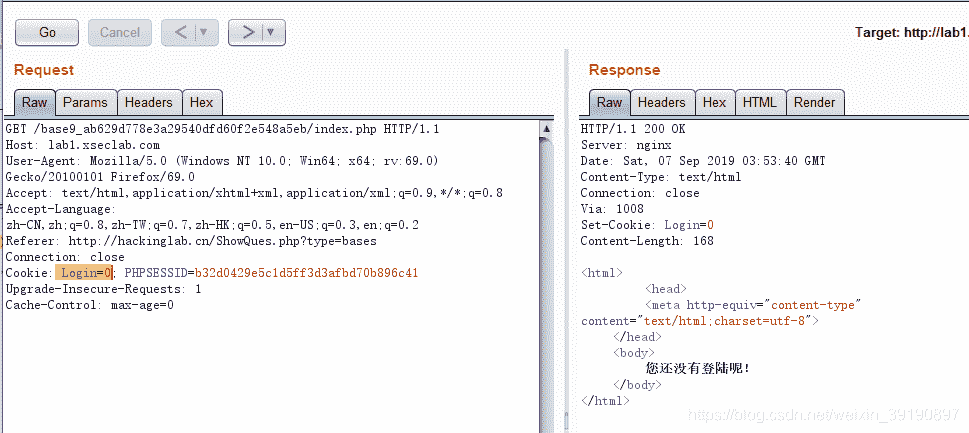 Go Cancel < > Target: http://lab1.
Request
Raw Params Headers Hex
GET /base9_ab629d778e3a29540dfd60f2e548a5eb/index.php HTTP/1.1
Host: lab1.xseclab.com
User-Agent: Mozilla/5.0 (Windows NT 10.0; Win64; x64; rv:69.0)
Gecko/20100101 Firefox/69.0
Accept: text/html,application/xhtml+xml,application/xml;q=0.9,*/*;q=0.8
Accept-Language:
zh-CN,zh;q=0.8,zh-TW;q=0.7,zh-HK;q=0.5,en-US;q=0.3,en;q=0.2
Referer: http://hackinglab.cn/ShowQues.php?type=bases
Connection: close
Cookie: Login=0; PHPSESSID=b32d0429e5c1d5ff3d3afbd70b896c41
Upgrade-Insecure-Requests: 1
Cache-Control: max-age=0
Response
Raw Headers Hex HTML Render
HTTP/1.1 200 OK
Server: nginx
Date: Sat, 07 Sep 2019 03:53:40 GMT
Content-Type: text/html
Connection: close
Via: 1008
Set-Cookie: Login=0
Content-Length: 168
<html>
<head>
<meta http-equiv="content-type"
content="text/html;charset=utf-8">
</head>
<body>
您还没有登陆呢!
</body>
</html>
https://blog.csdn.net/weixin_39190897